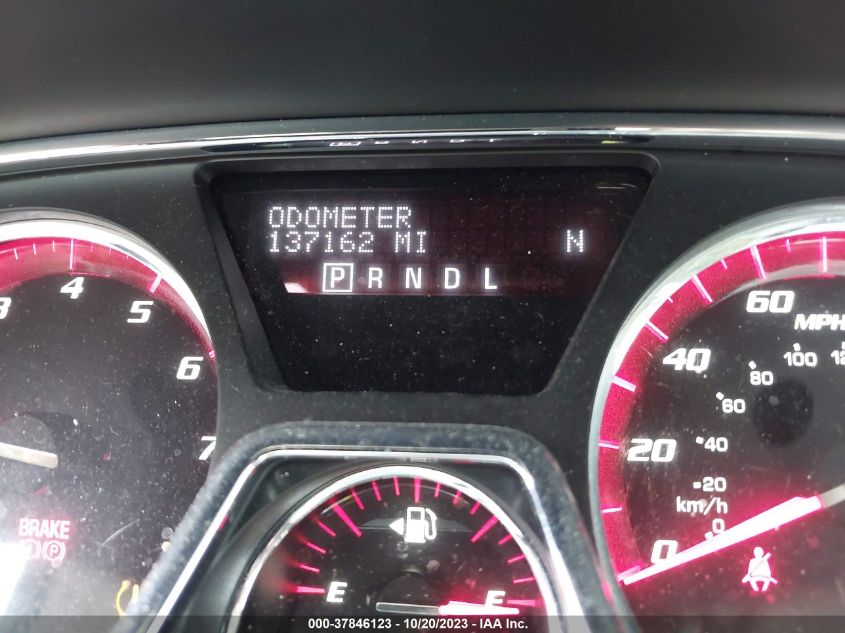 ODOMETER
137162 MI N
P R N D L
3 4 5 6 7
BRAKE
P
E F
60 MPH
40 100
80
60
20 40
20
km/h
0 0
000-37846123 - 10/20/2023 - IAA Inc.